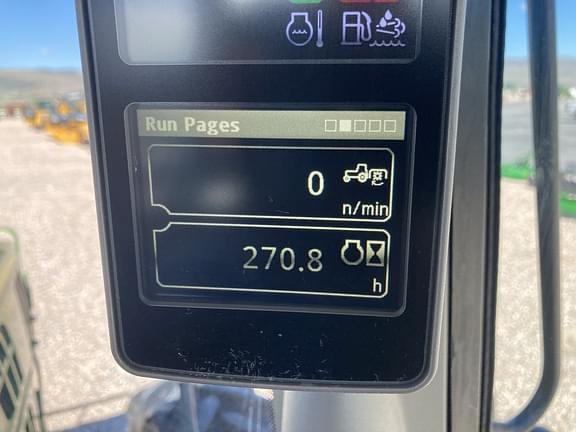 Run Pages
0
n/min
270.8
h